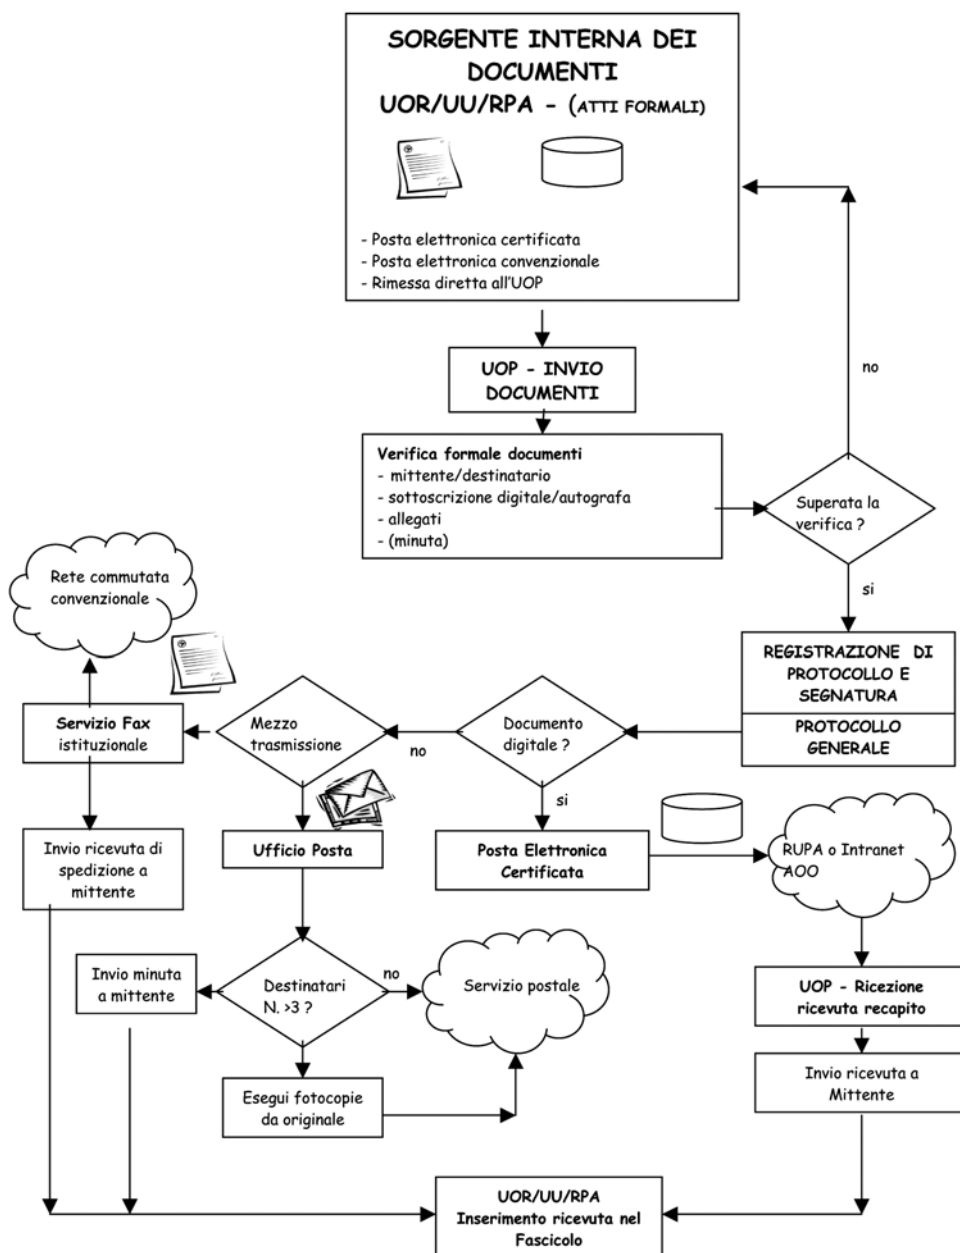 SORGENTE INTERNA DEI
DOCUMENTI
UOR/UU/RPA - (ATTI FORMALI)
- Posta elettronica certificata
- Posta elettronica convenzionale
- Rimessa diretta all'UOP
UOP - INVIO
DOCUMENTI
no
Verifica formale documenti
- mittente/destinatario
- sottoscrizione digitale/autografa
- allegati
- (minuta)
Superata la
verifica ?
si
Rete commutata
convenzionale
REGISTRAZIONE DI
PROTOCOLLO E
SEGNATURA
PROTOCOLLO
GENERALE
Servizio Fax
istituzionale
Mezzo
trasmissione
no
Documento
digitale ?
si
Invio ricevuta di
spedizione a
mittente
Ufficio Posta
Posta Elettronica
Certificata
RUPA o Intranet
AOO
Invio minuta
a mittente
Destinatari
N. >3 ?
no
Servizio postale
UOP - Ricezione
ricevuta recapito
Esegui fotocopie
da originale
Invio ricevuta a
Mittente
UOR/UU/RPA
Inserimento ricevuta nel
Fascicolo